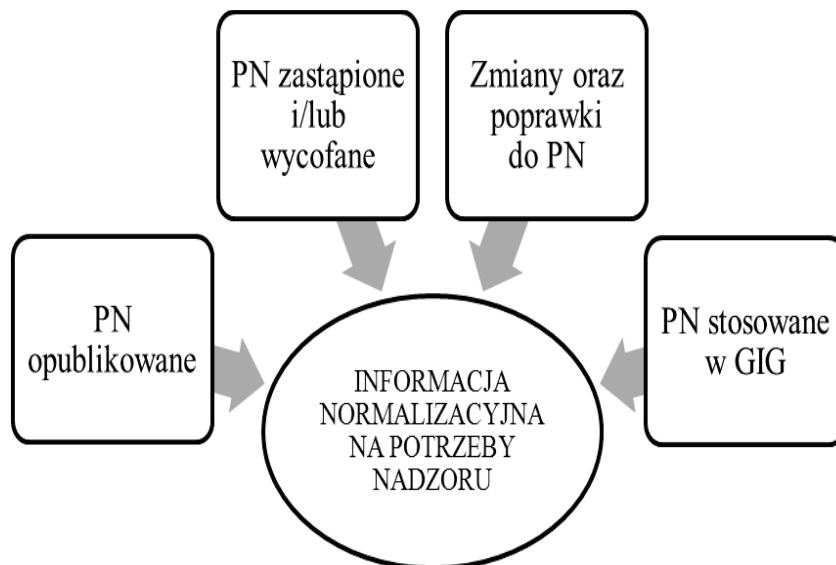 PN zastąpione
i/lub
wycofane
Zmiany oraz
poprawki
do PN
PN
opublikowane
PN stosowane
w GIG
INFORMACJA
NORMALIZACYJNA
NA POTRZEBY
NADZORU